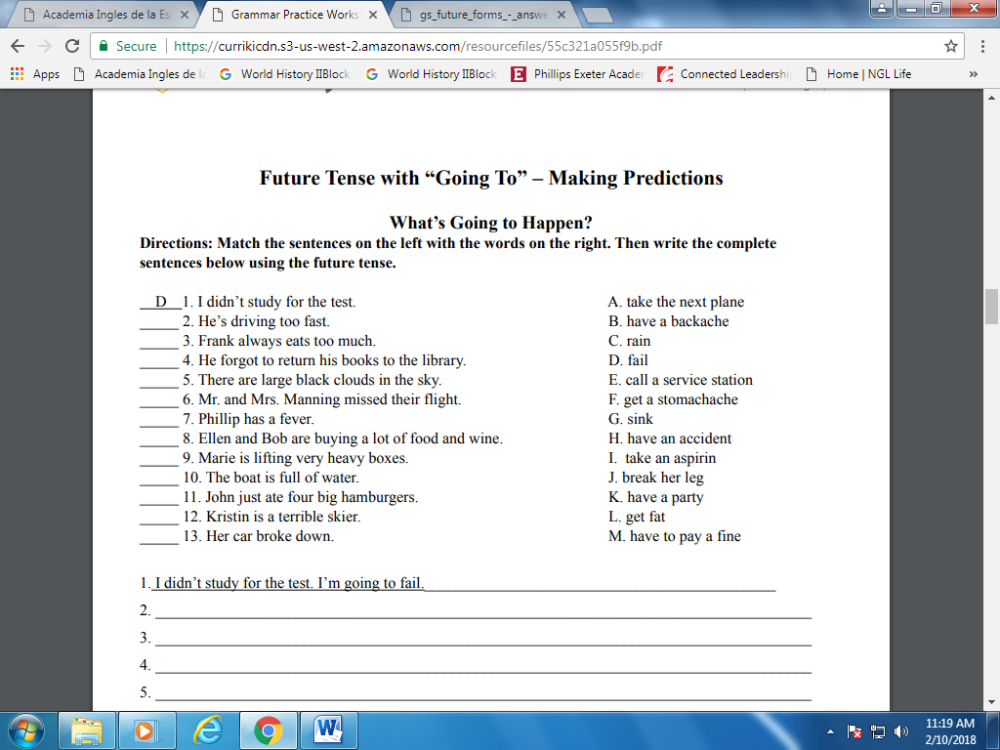 Academia Ingles de la Es
Grammar Practice Works
gs_future_forms_-_answe
Secure https://currikicdn.s3-us-west-2.amazonaws.com/resourcefiles/55c321a055f9b.pdf
Apps Academia Ingles de la World History IIBlock World History IIBlock E Phillips Exeter Acader Connected Leadershi Home | NGL Life »
Future Tense with “Going To” – Making Predictions
What’s Going to Happen?
Directions: Match the sentences on the left with the words on the right. Then write the complete
sentences below using the future tense.
__D__1. I didn’t study for the test. A. take the next plane
_____ 2. He’s driving too fast. B. have a backache
_____ 3. Frank always eats too much. C. rain
_____ 4. He forgot to return his books to the library. D. fail
_____ 5. There are large black clouds in the sky. E. call a service station
_____ 6. Mr. and Mrs. Manning missed their flight. F. get a stomachache
_____ 7. Phillip has a fever. G. sink
_____ 8. Ellen and Bob are buying a lot of food and wine. H. have an accident
_____ 9. Marie is lifting very heavy boxes. I. take an aspirin
_____ 10. The boat is full of water. J. break her leg
_____ 11. John just ate four big hamburgers. K. have a party
_____ 12. Kristin is a terrible skier. L. get fat
_____ 13. Her car broke down. M. have to pay a fine
1. I didn’t study for the test. I’m going to fail.
2.
3.
4.
5.
11:19 AM
2/10/2018